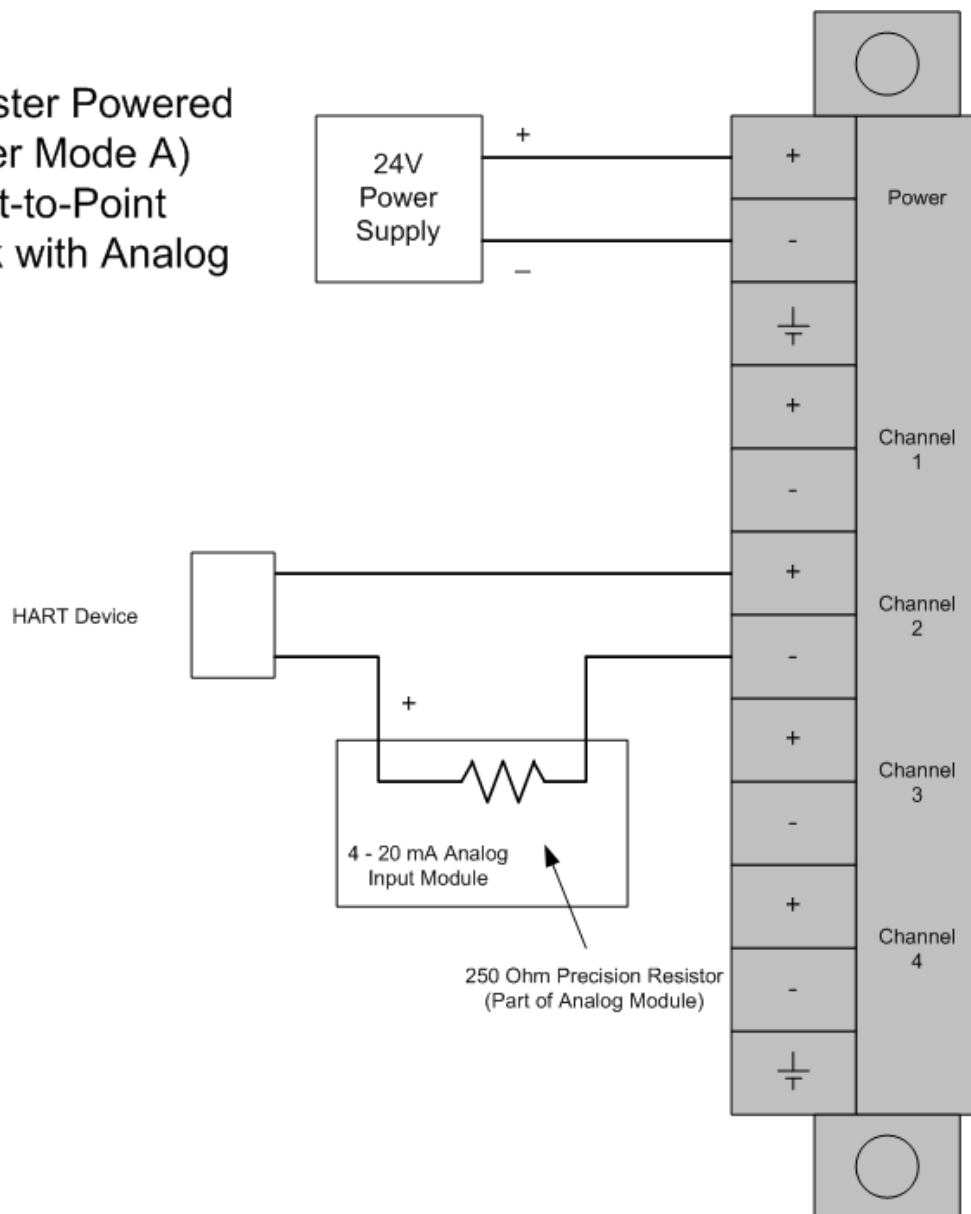 ster Powered
er Mode A)
t-to-Point
k with Analog
24V
Power
Supply
+
–
+
-
Power
+
-
Channel
1
+
-
Channel
2
+
-
Channel
3
+
-
Channel
4
HART Device
+
4 - 20 mA Analog
Input Module
250 Ohm Precision Resistor
(Part of Analog Module)